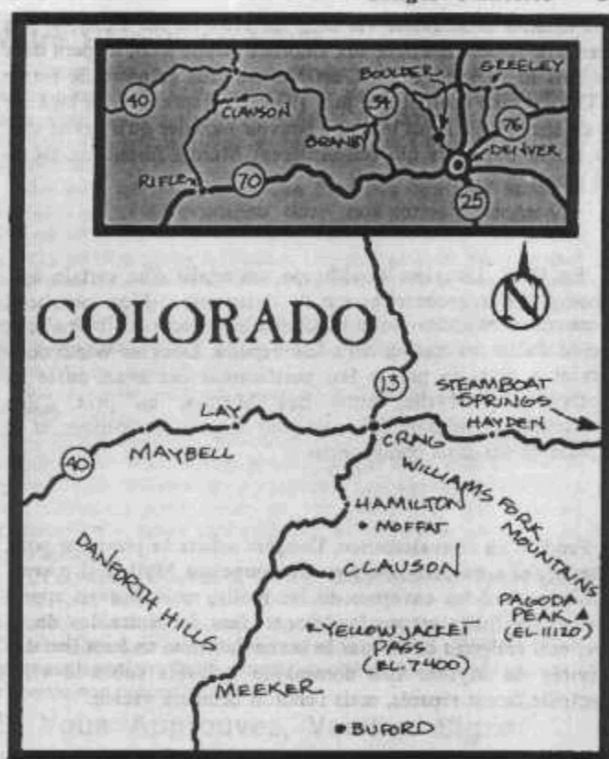 BOULDER
GREELEY
40
34
76
CLAUSON
GRANBY
DENVER
RIFLE
70
25
N
COLORADO
13
STEAMBOAT
SPRINGS
LAY
HAYDEN
CRAIG
MAYBELL
40
WILLIAMS FORK
MOUNTAINS
HAMILTON
MOFFAT
DANFORTH HILLS
GLAUSON
PAGODA
PEAK
(EL 11120)
YELLOW JACKET
PASS
(EL 7400)
MEEKER
BUFORD